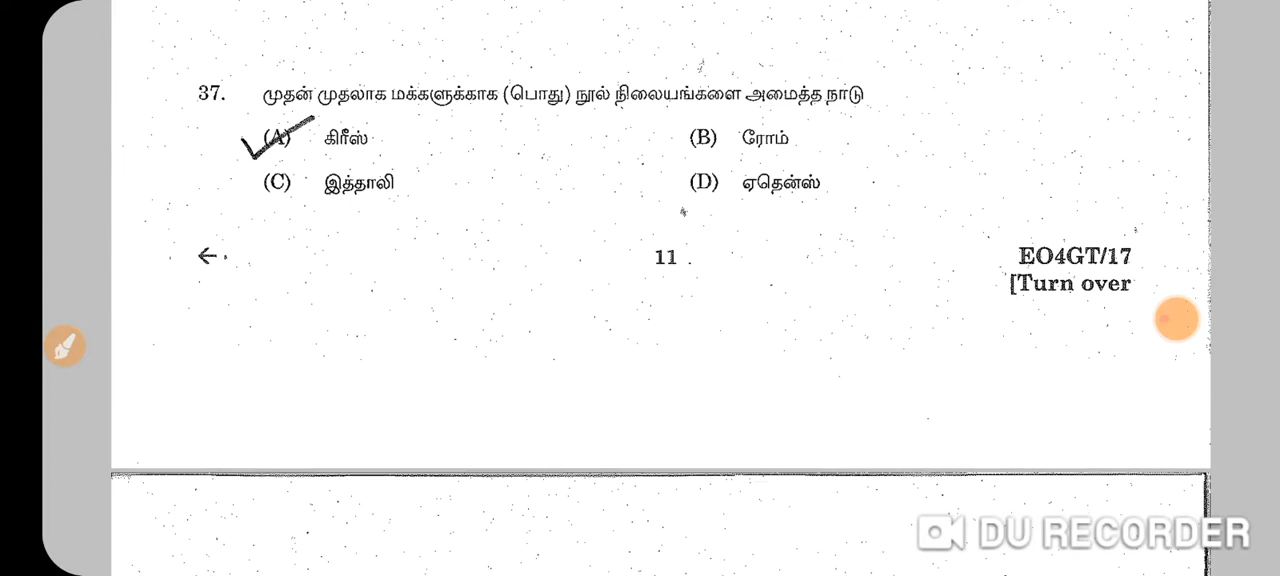 37. முதன் முதலாக மக்களுக்காக (பொது) நூல் நிலையங்களை அமைத்த நாடு
(A) கிரீஸ் (B) ரோம்
(C) இத்தாலி (D) ஏதென்ஸ்
← 11 EO4GT/17
[Turn over
DU RECORDER